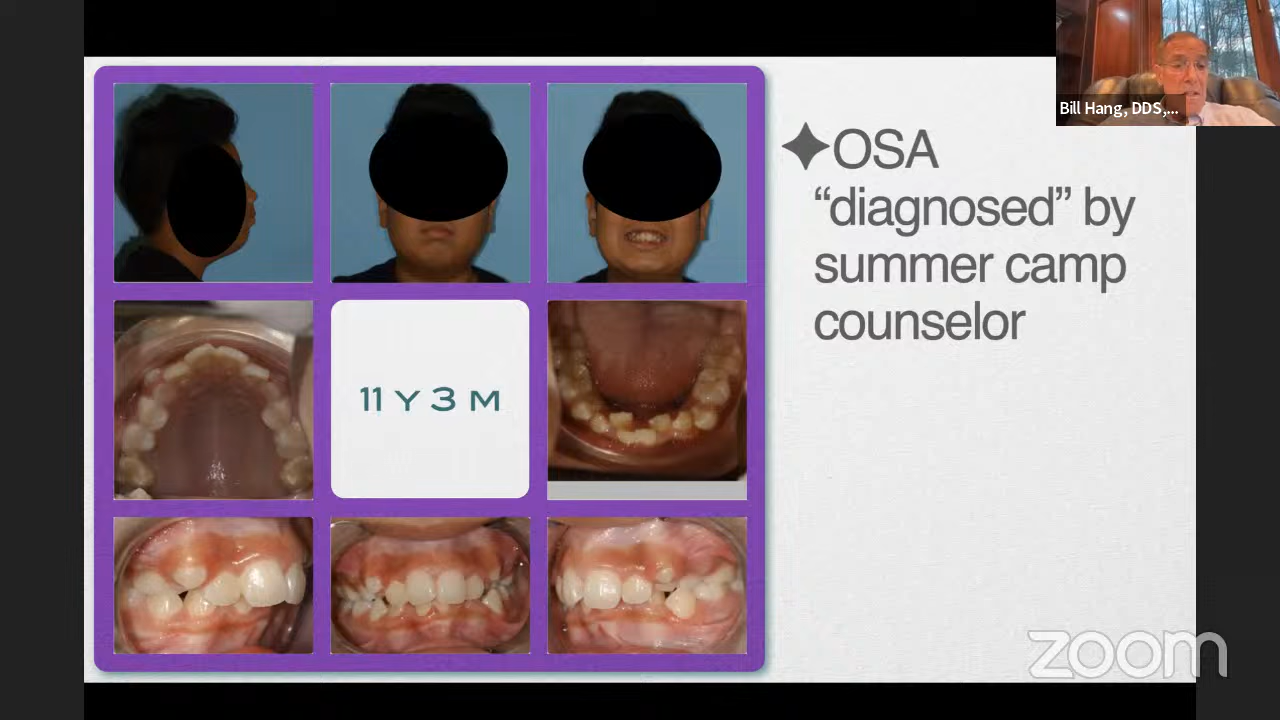 Bill Hang, DDS,...
✦OSA
“diagnosed” by
summer camp
counselor
11 Y 3 M
zoom